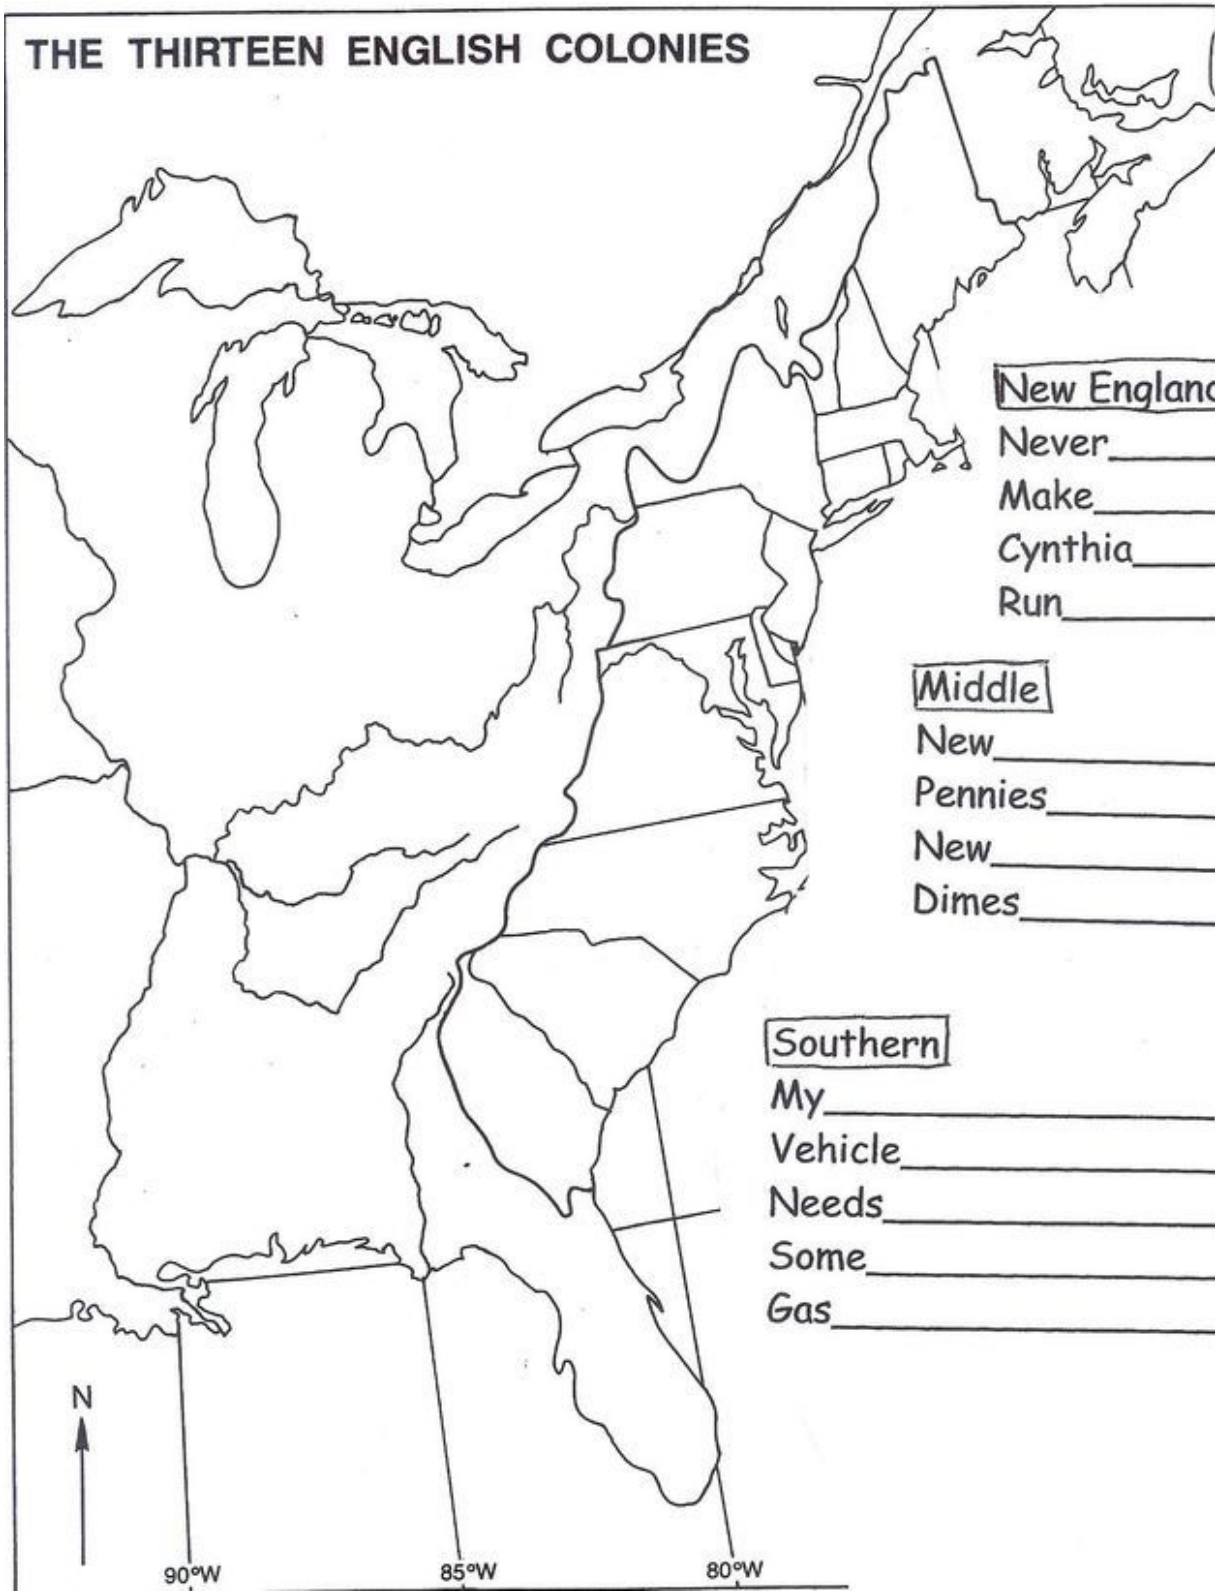 THE THIRTEEN ENGLISH COLONIES
New England
Never
Make
Cynthia
Run
Middle
New
Pennies
New
Dimes
Southern
My
Vehicle
Needs
Some
Gas
N
90°W 85°W 80°W